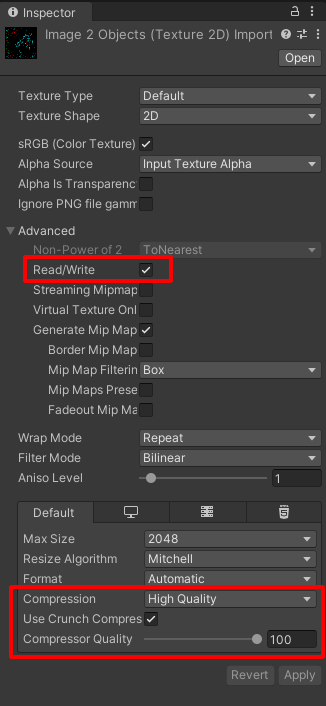 Inspector
Image 2 Objects (Texture 2D) Import
Open
Texture Type Default
Texture Shape 2D
sRGB (Color Texture)
Alpha Source Input Texture Alpha
Alpha Is Transparenc
Ignore PNG file gamm
Advanced
Non-Power of 2 ToNearest
Read/Write
Streaming Mipmap
Virtual Texture Onl
Generate Mip Map
Border Mip Map
Mip Map Filterin Box
Mip Maps Prese
Fadeout Mip Ma
Wrap Mode Repeat
Filter Mode Bilinear
Aniso Level 1
Default
Max Size 2048
Resize Algorithm Mitchell
Format Automatic
Compression High Quality
Use Crunch Compres
Compressor Quality 100
Revert Apply